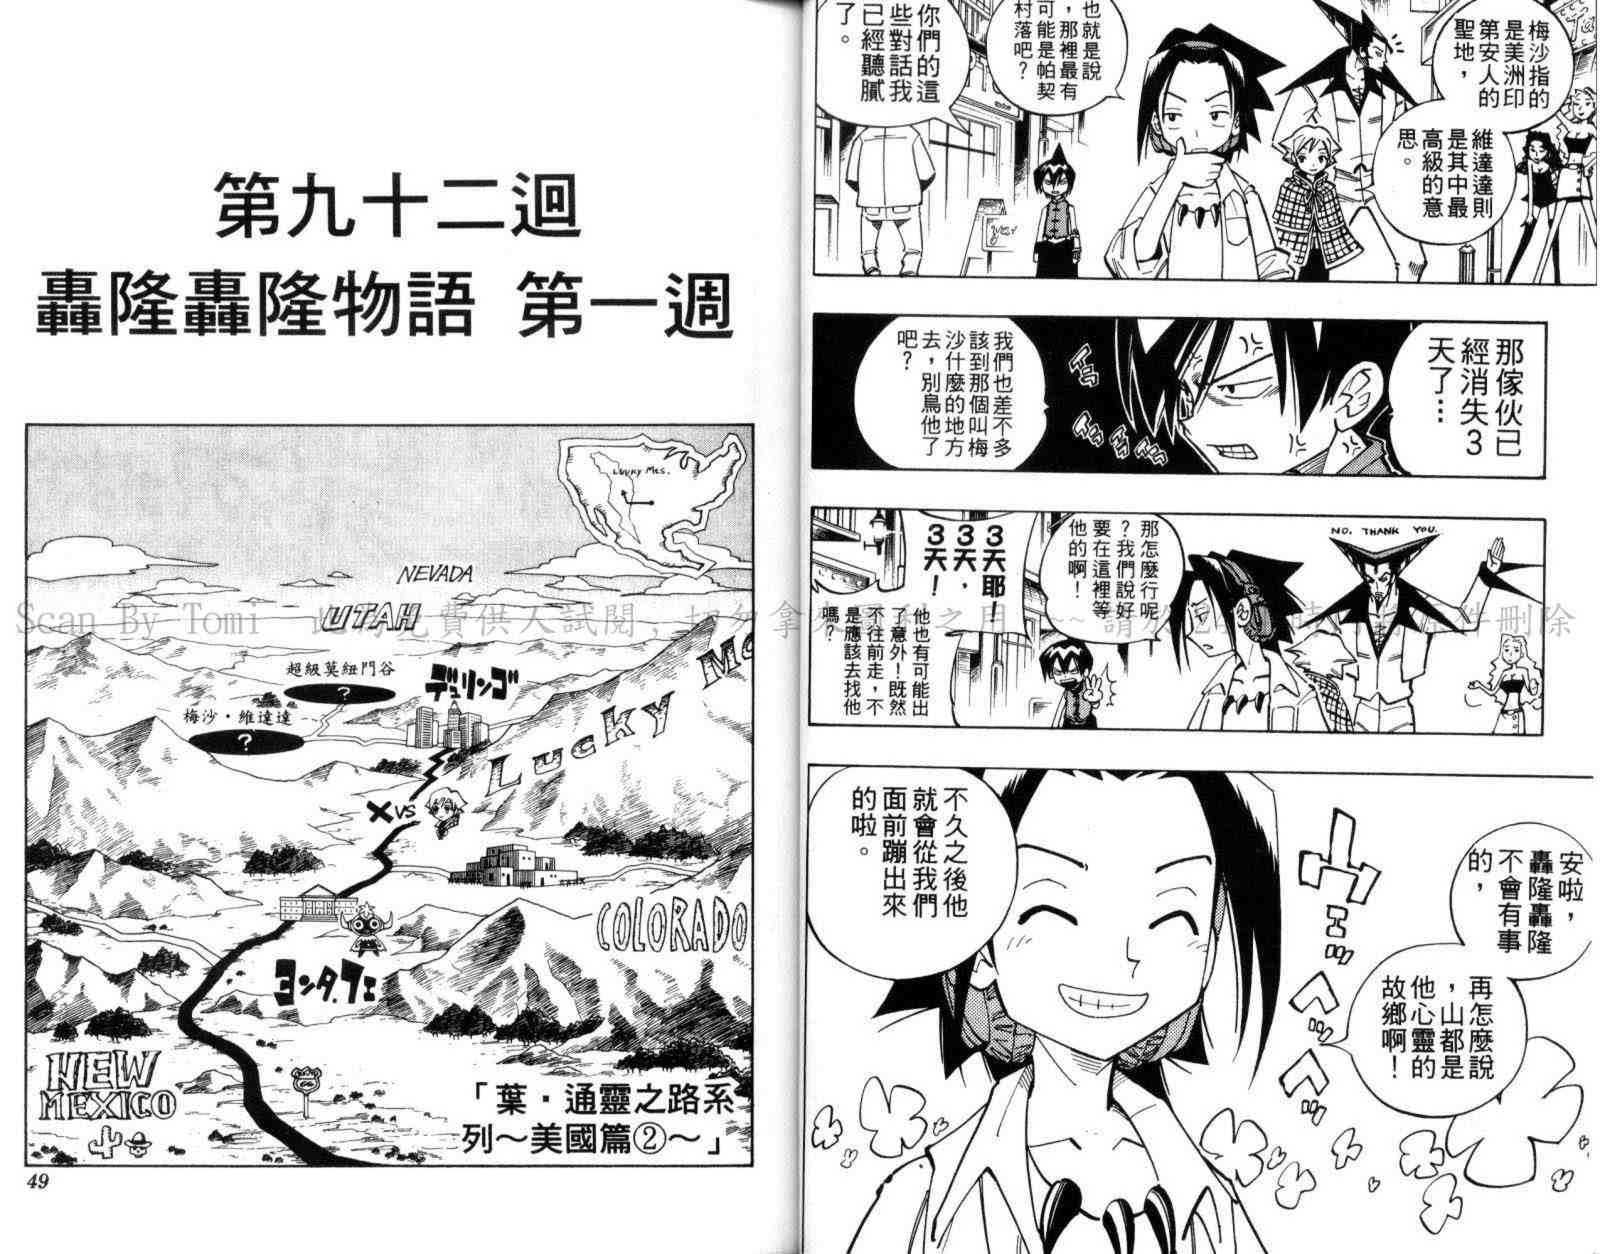 梅沙指的
是美洲印
第安人的
聖地，
維達達則
是其中最
高級的意
思。
也就是說
，那裡最有
可能是帕契
村落吧？
你們的這
些對話我
已經聽膩
了。
那傢伙已
經消失3
天了…
我們也差不多
該到那個叫梅
沙什麼的地方
去，別鳥他了
吧？
NO, THANK YOU.
那怎麼行呢
？我們說好
要在這裡等
他的啊！
3天耶
3天，
3天！
他也有可能出
了意外！既然
不往前走，不
是應該去找他
嗎？
安啦，
轟隆轟隆
不會有事
的，
再怎麼說
，山都是
他心靈的
故鄉啊！
ユエヘヘヘ
不久之後他
就會從我們
面前蹦出來
的啦。
第九十二迴
轟隆轟隆物語 第一週
LUCKY MTS.
NEVADA
UTAH
超級莫紐門谷
?
デュリンゴ
梅沙・維達達
?
Lucky Mo
×VS
COLORADO
ヨンタ.フェ
NEW
MEXICO
「葉・通靈之路系
列～美國篇②～」
49
Scan By Tomi